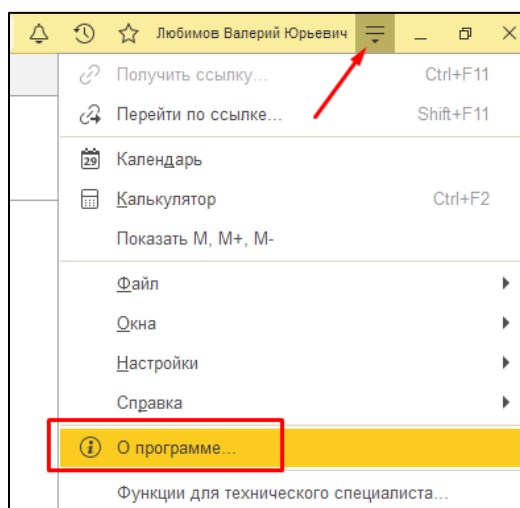 Любимов Валерий Юрьевич
Получить ссылку... Ctrl+F11
Перейти по ссылке... Shift+F11
29 Календарь
Калькулятор Ctrl+F2
Показать M, M+, M-
Файл
Окна
Настройки
Справка
i О программе...
Функции для технического специалиста...